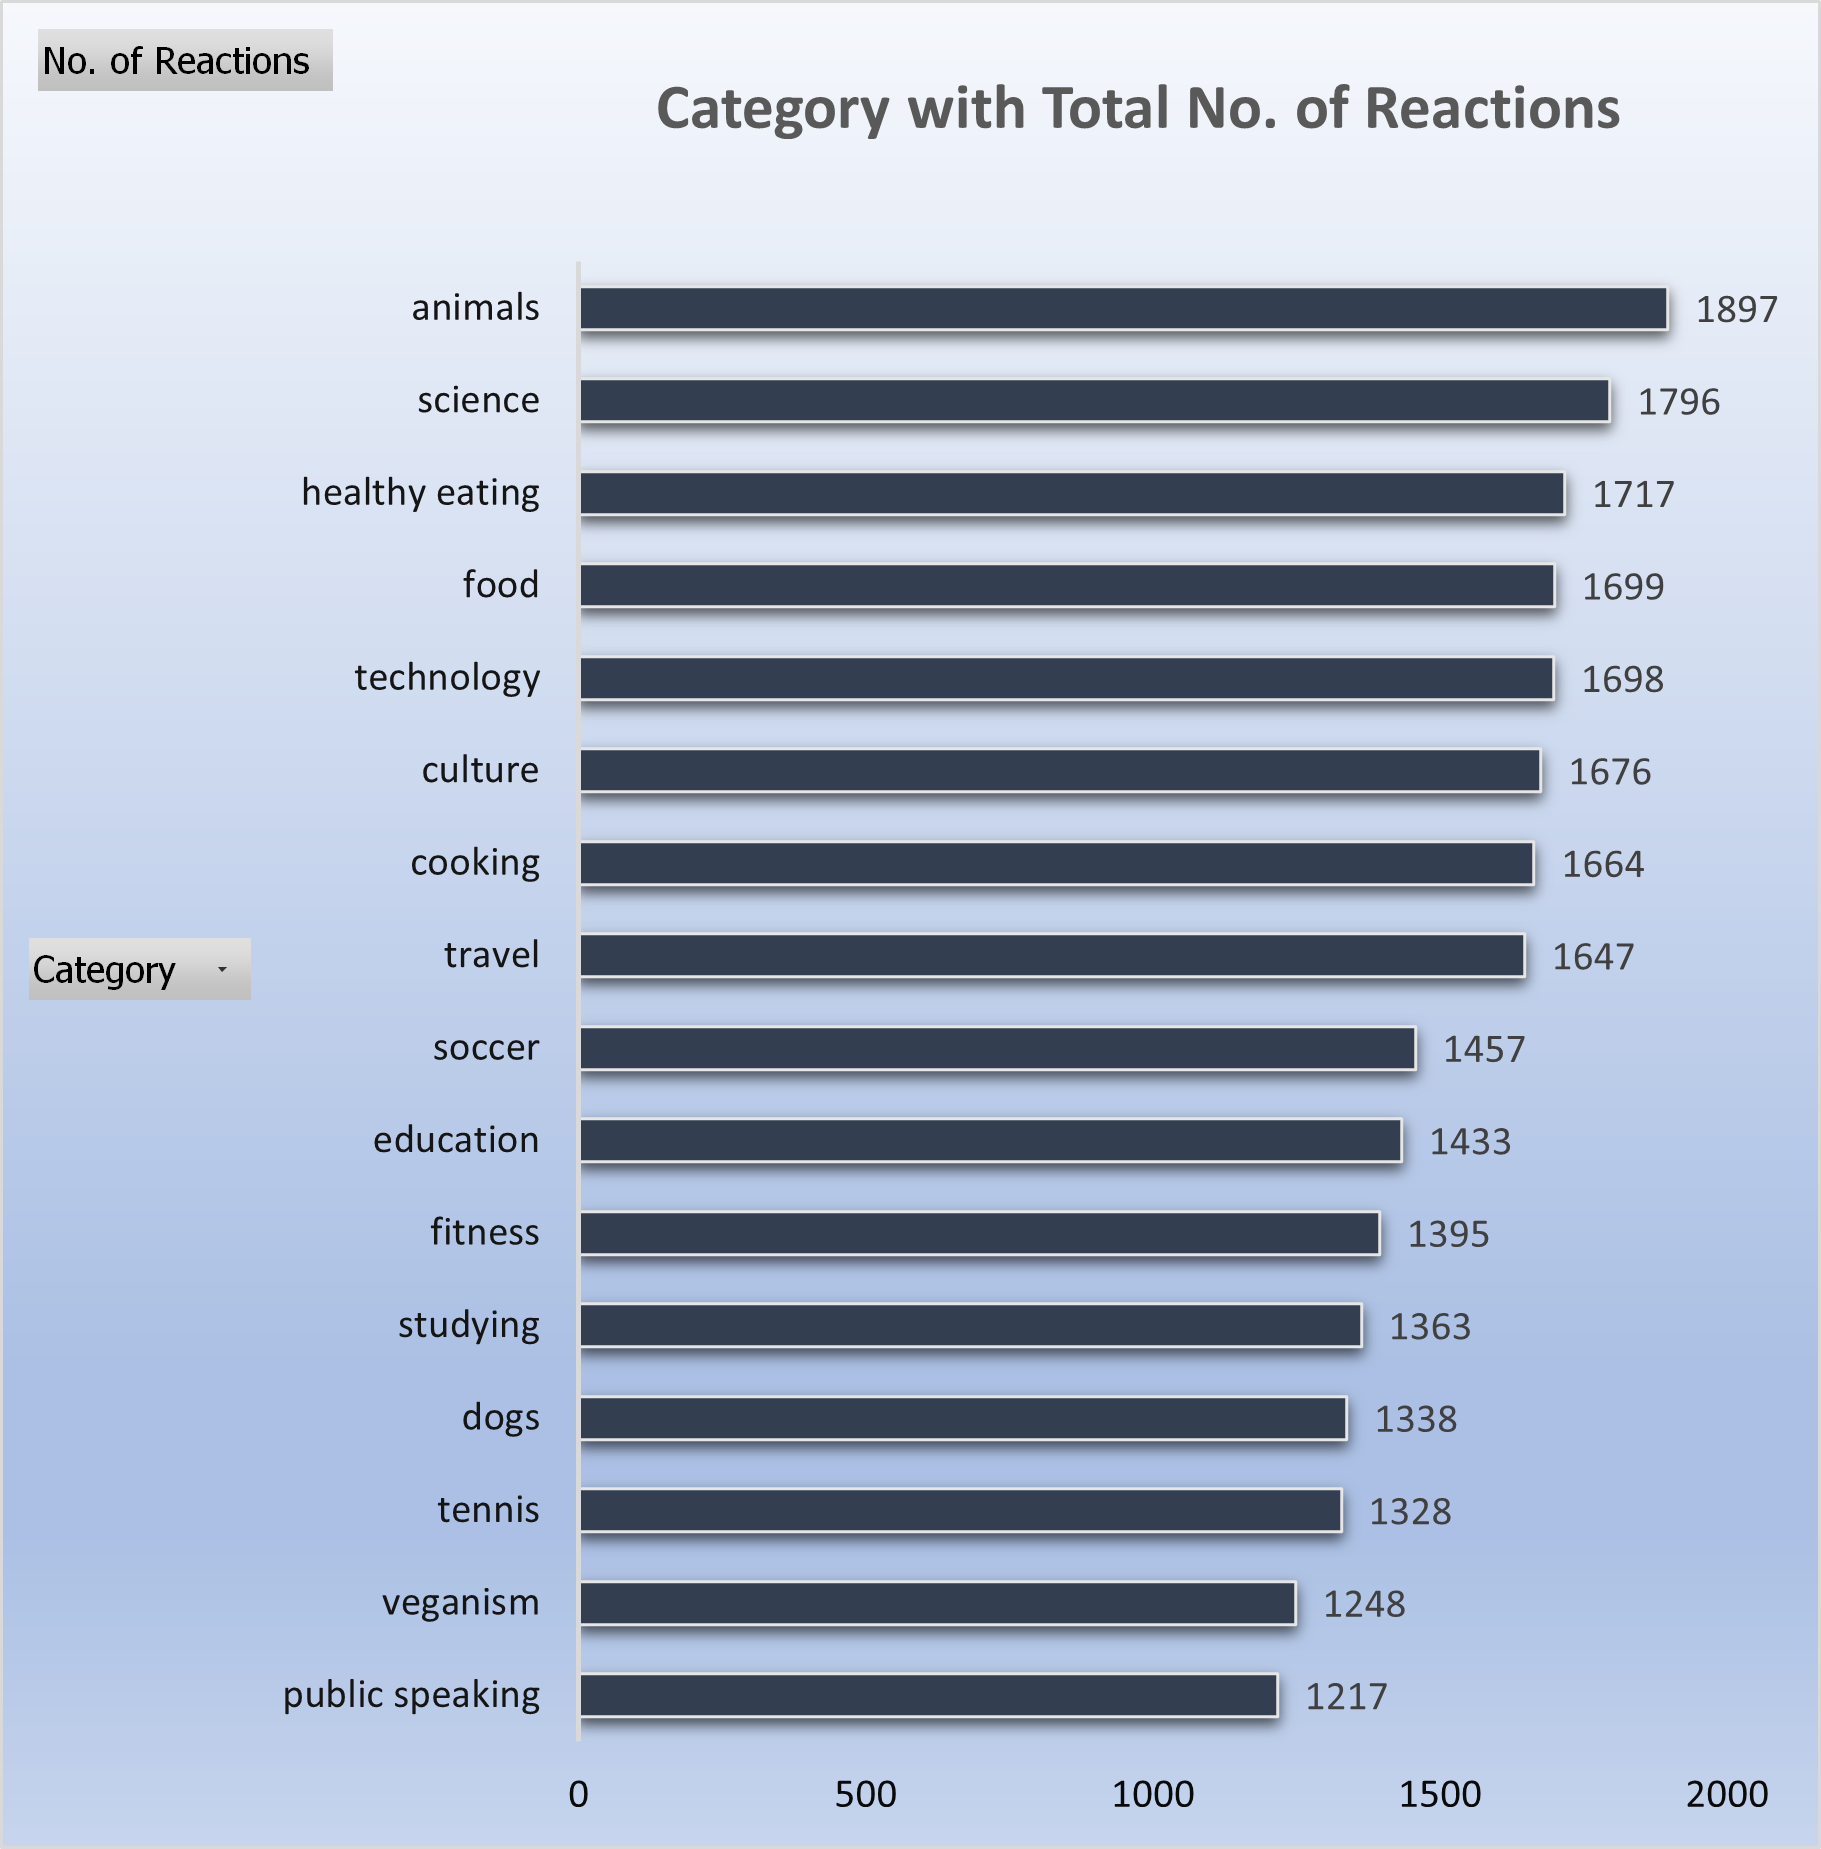 No. of Reactions
Category with Total No. of Reactions
animals 1897
science 1796
healthy eating 1717
food 1699
technology 1698
culture 1676
cooking 1664
travel 1647
Category
soccer 1457
education 1433
fitness 1395
studying 1363
dogs 1338
tennis 1328
veganism 1248
public speaking 1217
0 500 1000 1500 2000